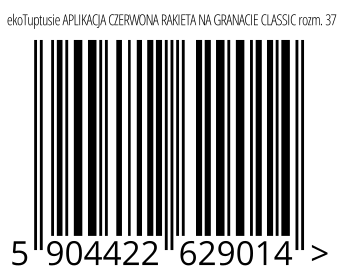 ekoTuptusie APLIKACJA CZERWONA RAKIETA NA GRANACIE CLASSIC rozm. 37
5 904422 629014 >